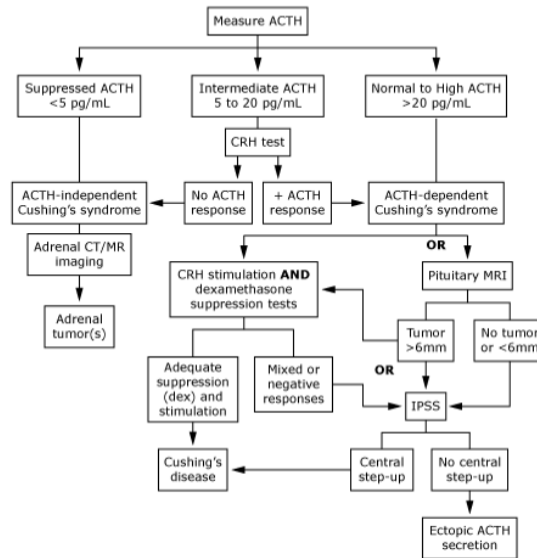 Measure ACTH
Suppressed ACTH
<5 pg/mL
Intermediate ACTH
5 to 20 pg/mL
Normal to High ACTH
>20 pg/mL
CRH test
ACTH-independent
Cushing's syndrome
No ACTH
response
+ ACTH
response
ACTH-dependent
Cushing's syndrome
OR
Adrenal CT/MR
imaging
CRH stimulation AND
dexamethasone
suppression tests
Pituitary MRI
Adrenal
tumor(s)
Tumor
>6mm
No tumor
or <6mm
Adequate
suppression
(dex) and
stimulation
Mixed or
negative
responses
OR
IPSS
Cushing's
disease
Central
step-up
No central
step-up
Ectopic ACTH
secretion